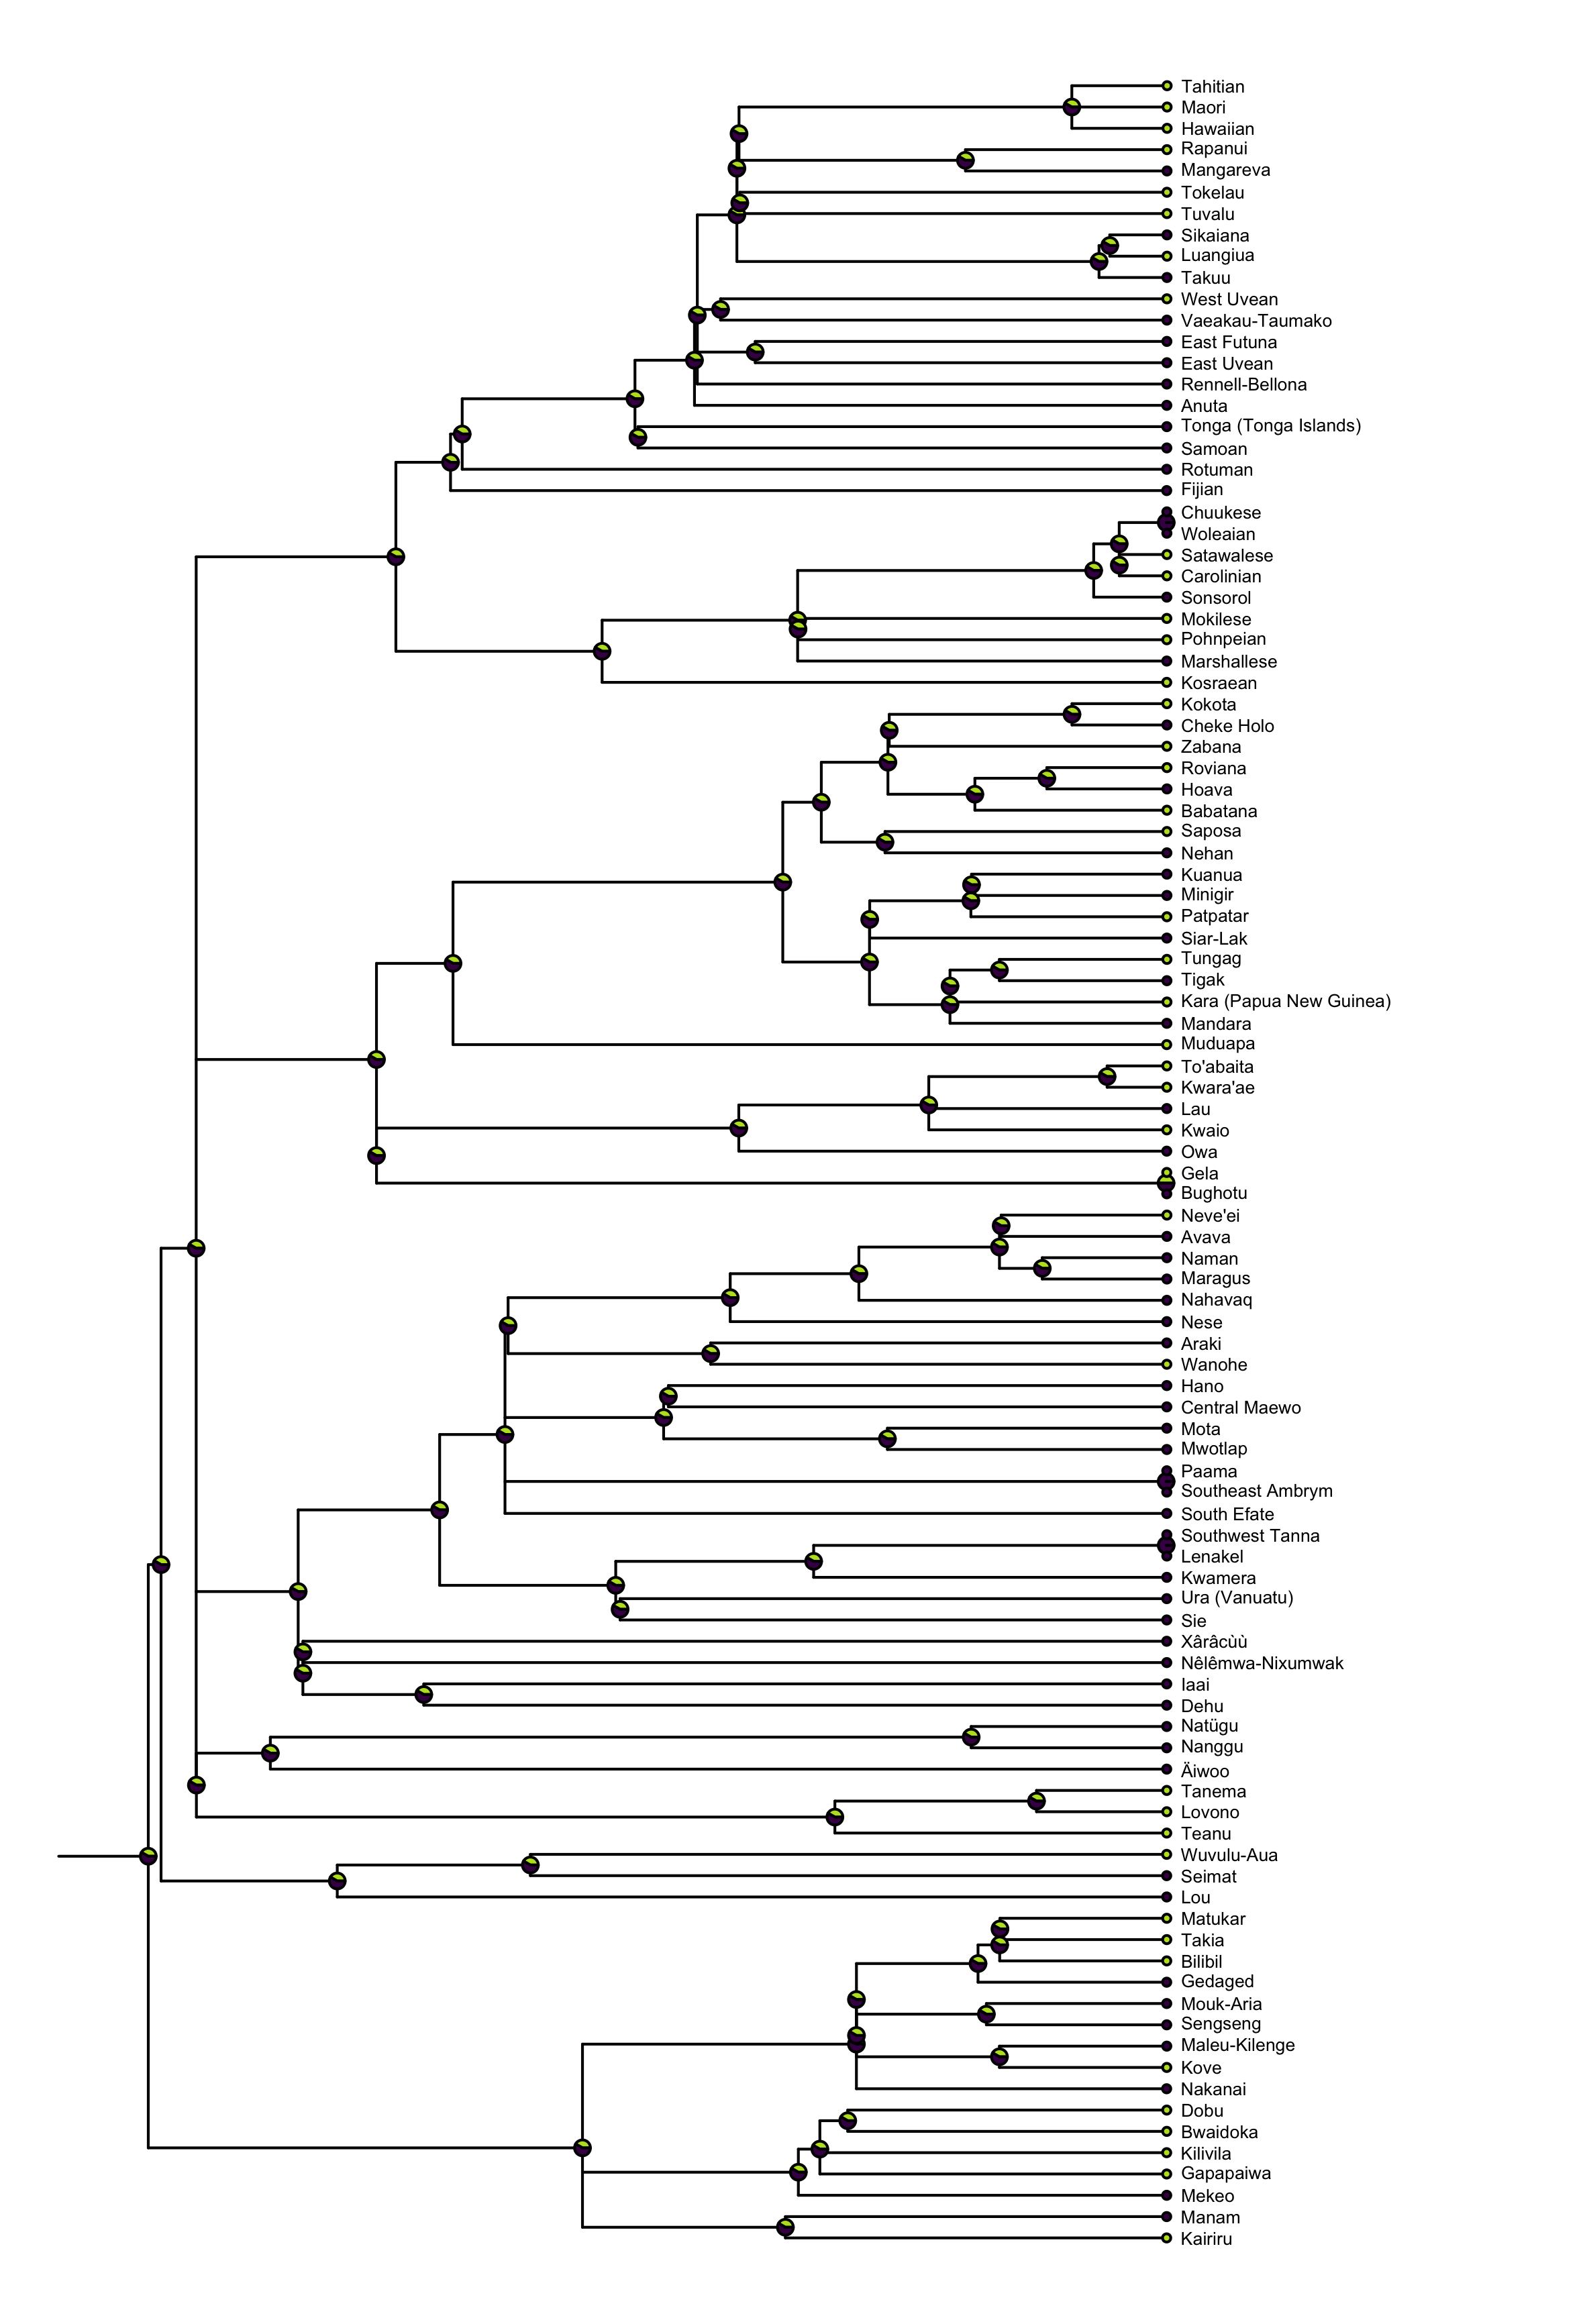 Tahitian
Maori
Hawaiian
Rapanui
Mangareva
Tokelau
Tuvalu
Sikaiana
Luangiua
Takuu
West Uvean
Vaeakau-Taumako
East Futuna
East Uvean
Rennell-Bellona
Anuta
Tonga (Tonga Islands)
Samoan
Rotuman
Fijian
Chuukese
Woleaian
Satawalese
Carolinian
Sonsorol
Mokilese
Pohnpeian
Marshallese
Kosraean
Kokota
Cheke Holo
Zabana
Roviana
Hoava
Babatana
Saposa
Nehan
Kuanua
Minigir
Patpatar
Siar-Lak
Tungag
Tigak
Kara (Papua New Guinea)
Mandara
Muduapa
To'abaita
Kwara'ae
Lau
Kwaio
Owa
Gela
Bughotu
Neve'ei
Avava
Naman
Maragus
Nahavaq
Nese
Araki
Wanohe
Hano
Central Maewo
Mota
Mwotlap
Paama
Southeast Ambrym
South Efate
Southwest Tanna
Lenakel
Kwamera
Ura (Vanuatu)
Sie
Xârâcùù
Nêlêmwa-Nixumwak
Iaai
Dehu
Natügu
Nanggu
Äiwoo
Tanema
Lovono
Teanu
Wuvulu-Aua
Seimat
Lou
Matukar
Takia
Bilibil
Gedaged
Mouk-Aria
Sengseng
Maleu-Kilenge
Kove
Nakanai
Dobu
Bwaidoka
Kilivila
Gapapaiwa
Mekeo
Manam
Kairiru